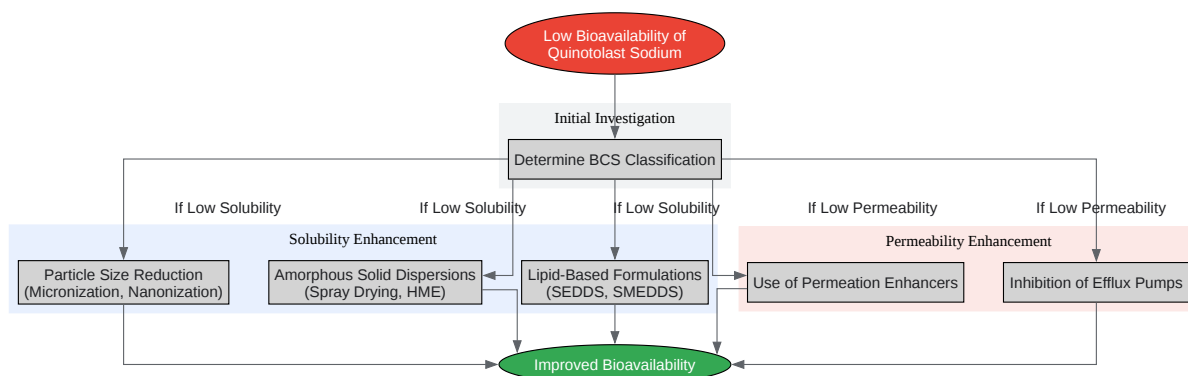 Low Bioavailability of
Quinotolast Sodium
Initial Investigation
Determine BCS Classification
If Low Solubility
If Low Solubility
If Low Solubility
If Low Permeability
If Low Permeability
Solubility Enhancement
Permeability Enhancement
Particle Size Reduction
(Micronization, Nanonization)
Amorphous Solid Dispersions
(Spray Drying, HME)
Lipid-Based Formulations
(SEDDS, SMEDDS)
Use of Permeation Enhancers
Inhibition of Efflux Pumps
Improved Bioavailability